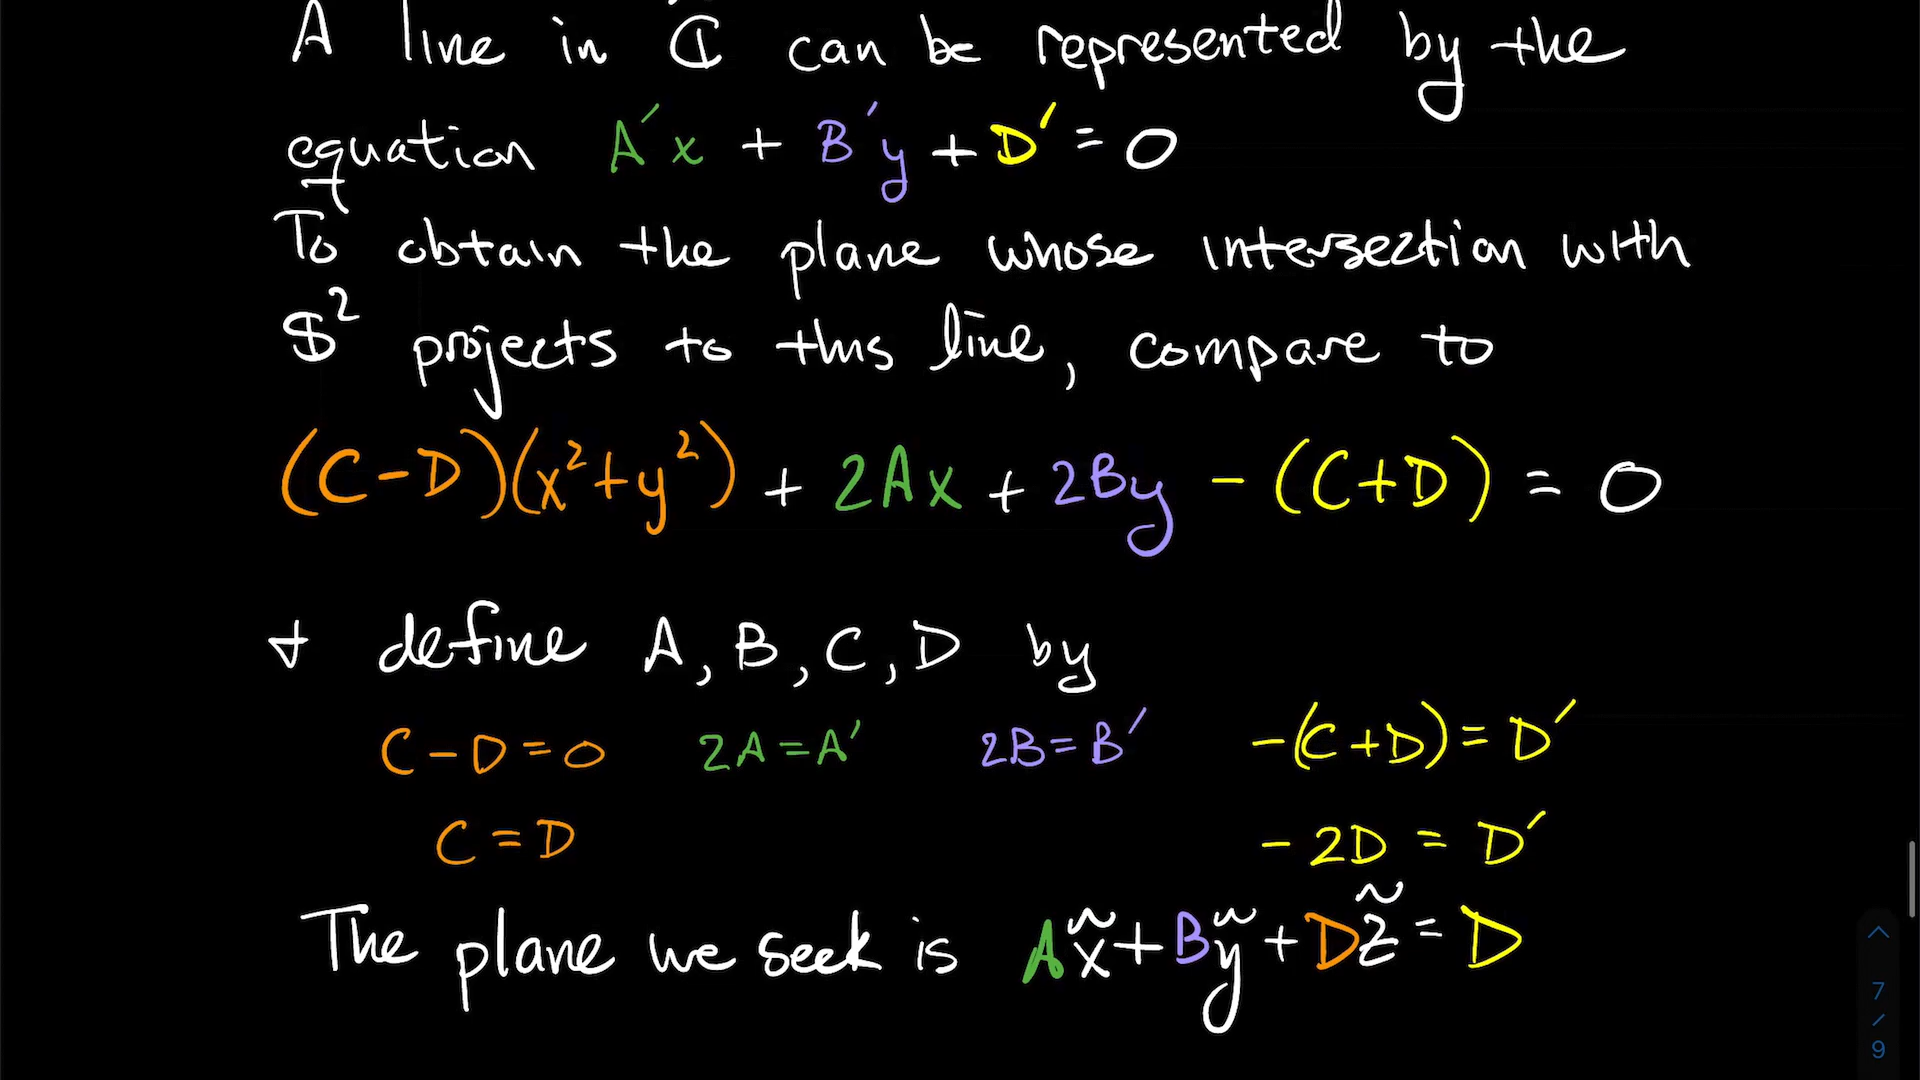 A line in ℂ can be represented by the
equation A′x + B′y + D′ = 0
To obtain the plane whose intersection with
𝕊² projects to this line, compare to
(C-D)(x²+y²) + 2Ax + 2By - (C+D) = 0
+ define A, B, C, D by
C-D=0 2A=A′ 2B=B′ -(C+D)=D′
C=D -2D = D′
The plane we seek is Ax̃+Bỹ+Dz̃=D
7
/
9